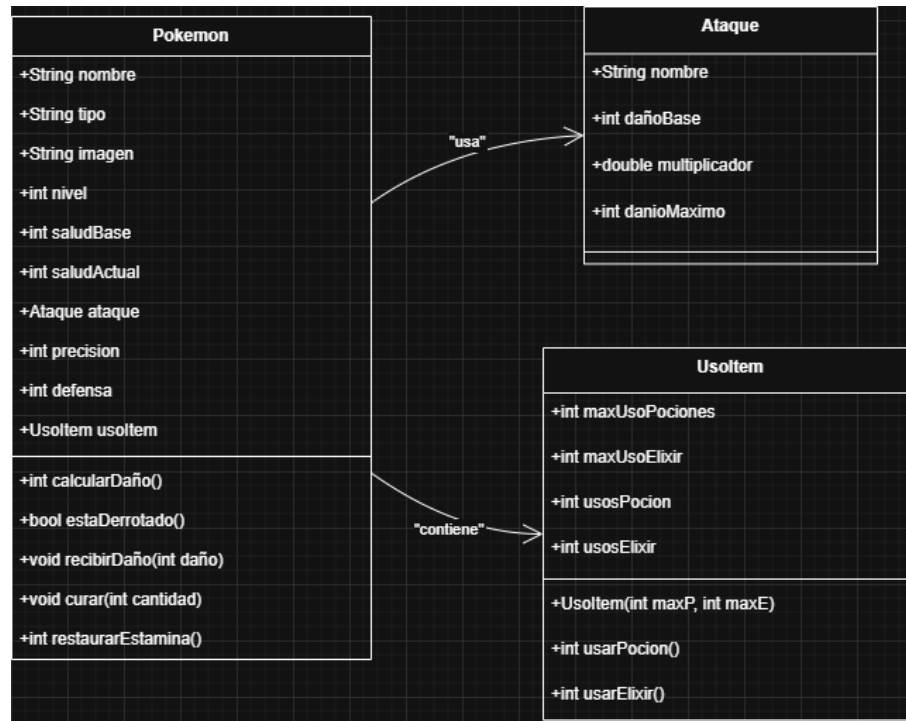 Pokemon
+String nombre
+String tipo
+String imagen
+int nivel
+int saludBase
+int saludActual
+Ataque ataque
+int precision
+int defensa
+UsoItem usoItem
+int calcularDaño()
+bool estaDerrotado()
+void recibirDaño(int daño)
+void curar(int cantidad)
+int restaurarEstamina()
"usa"
"contiene"
Ataque
+String nombre
+int dañoBase
+double multiplicador
+int danioMaximo
UsoItem
+int maxUsoPociones
+int maxUsoElixir
+int usosPocion
+int usosElixir
+UsoItem(int maxP, int maxE)
+int usarPocion()
+int usarElixir()